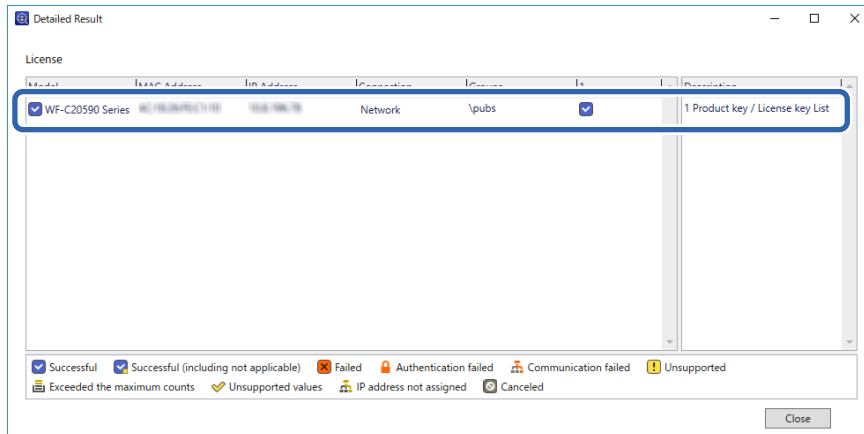 Detailed Result
License
Model MAC Address IP Address Connection Groups 1 Description
WF-C20590 Series Network \pubs 1 Product key / License key List
Successful Successful (including not applicable) Failed Authentication failed Communication failed Unsupported
Exceeded the maximum counts Unsupported values IP address not assigned Canceled
Close